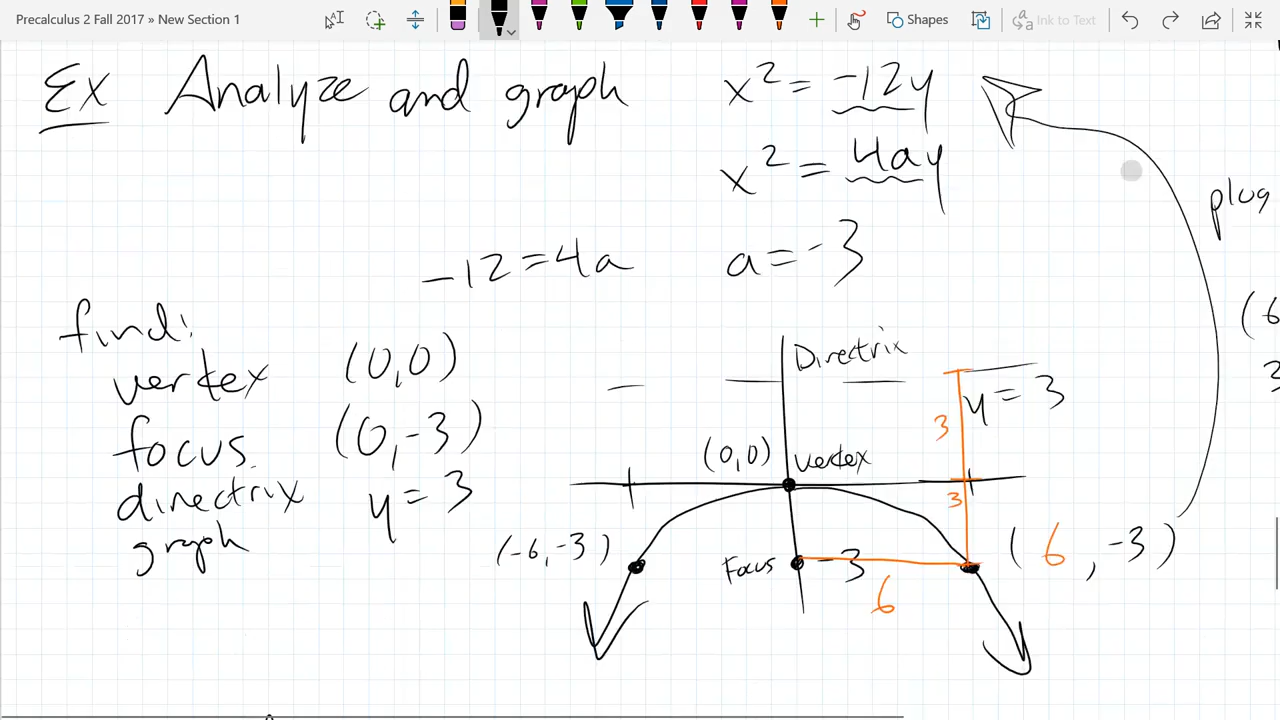 Precalculus 2 Fall 2017 » New Section 1
Shapes
Ink to Text
Ex Analyze and graph x² = -12y
x² = 4ay
plug
-12 = 4a a = -3
find:
vertex (0,0)
focus (0,-3)
directrix y = 3
graph
Directrix
y = 3
3
(0,0) vertex
3
(-6,-3)
Focus -3
(6, -3)
6
(6